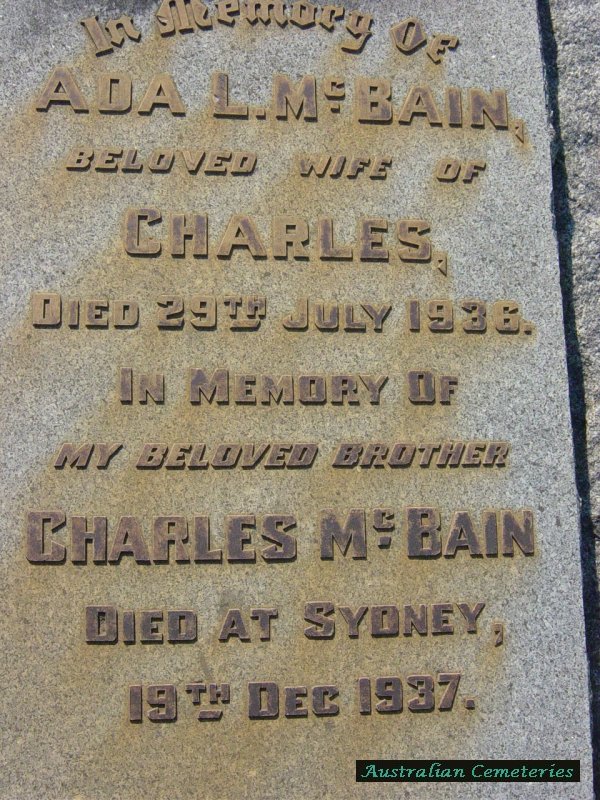 In Memory Of
ADA L. McBAIN,
BELOVED WIFE OF
CHARLES,
DIED 29TH JULY 1936.
IN MEMORY OF
MY BELOVED BROTHER
CHARLES McBAIN
DIED AT SYDNEY,
19TH DEC 1937.
Australian Cemeteries